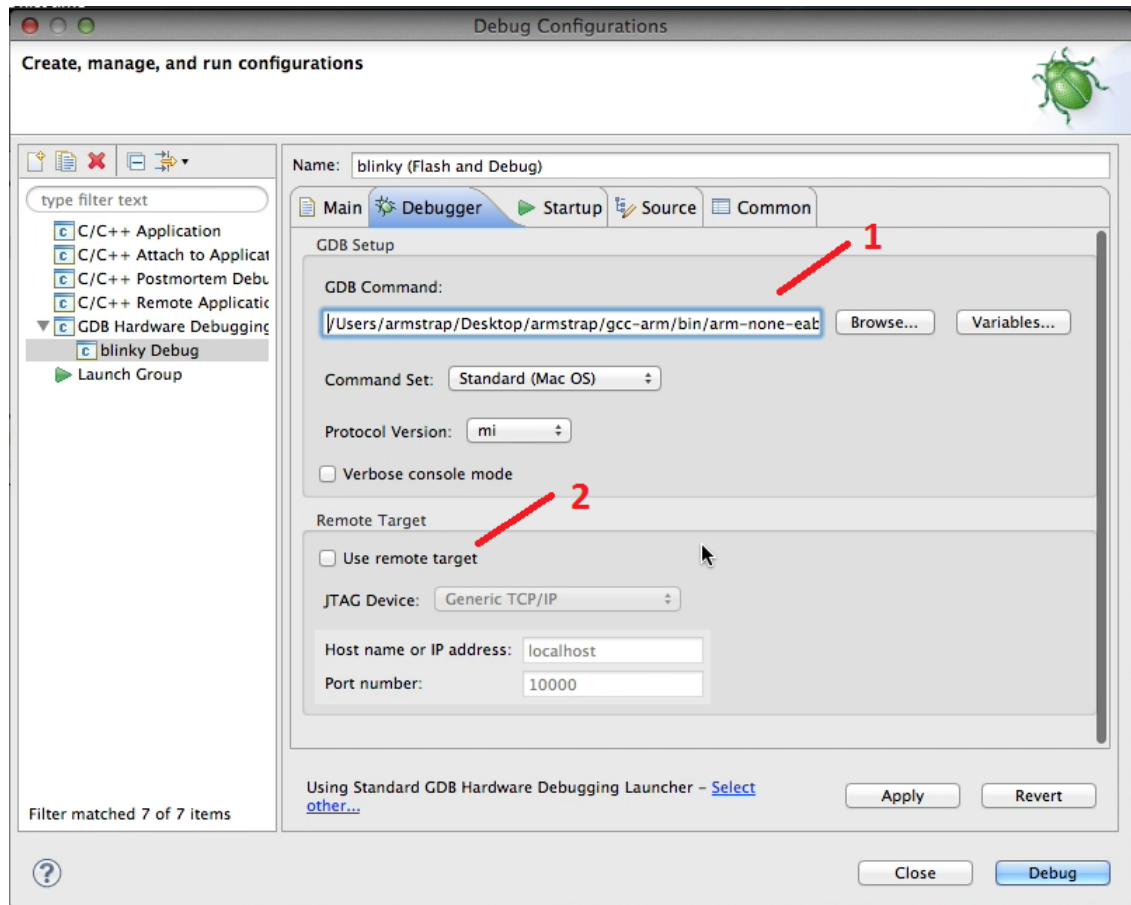 Debug Configurations
Create, manage, and run configurations
type filter text
C/C++ Application
C/C++ Attach to Applicat
C/C++ Postmortem Debu
C/C++ Remote Applicatic
GDB Hardware Debugging
blinky Debug
Launch Group
Filter matched 7 of 7 items
Name: blinky (Flash and Debug)
Main Debugger Startup Source Common
GDB Setup
1
GDB Command:
/Users/armstrap/Desktop/armstrap/gcc-arm/bin/arm-none-eab Browse... Variables...
Command Set: Standard (Mac OS)
Protocol Version: mi
Verbose console mode
2
Remote Target
Use remote target
JTAG Device: Generic TCP/IP
Host name or IP address: localhost
Port number: 10000
Using Standard GDB Hardware Debugging Launcher – Select
other...
Apply Revert
? Close Debug